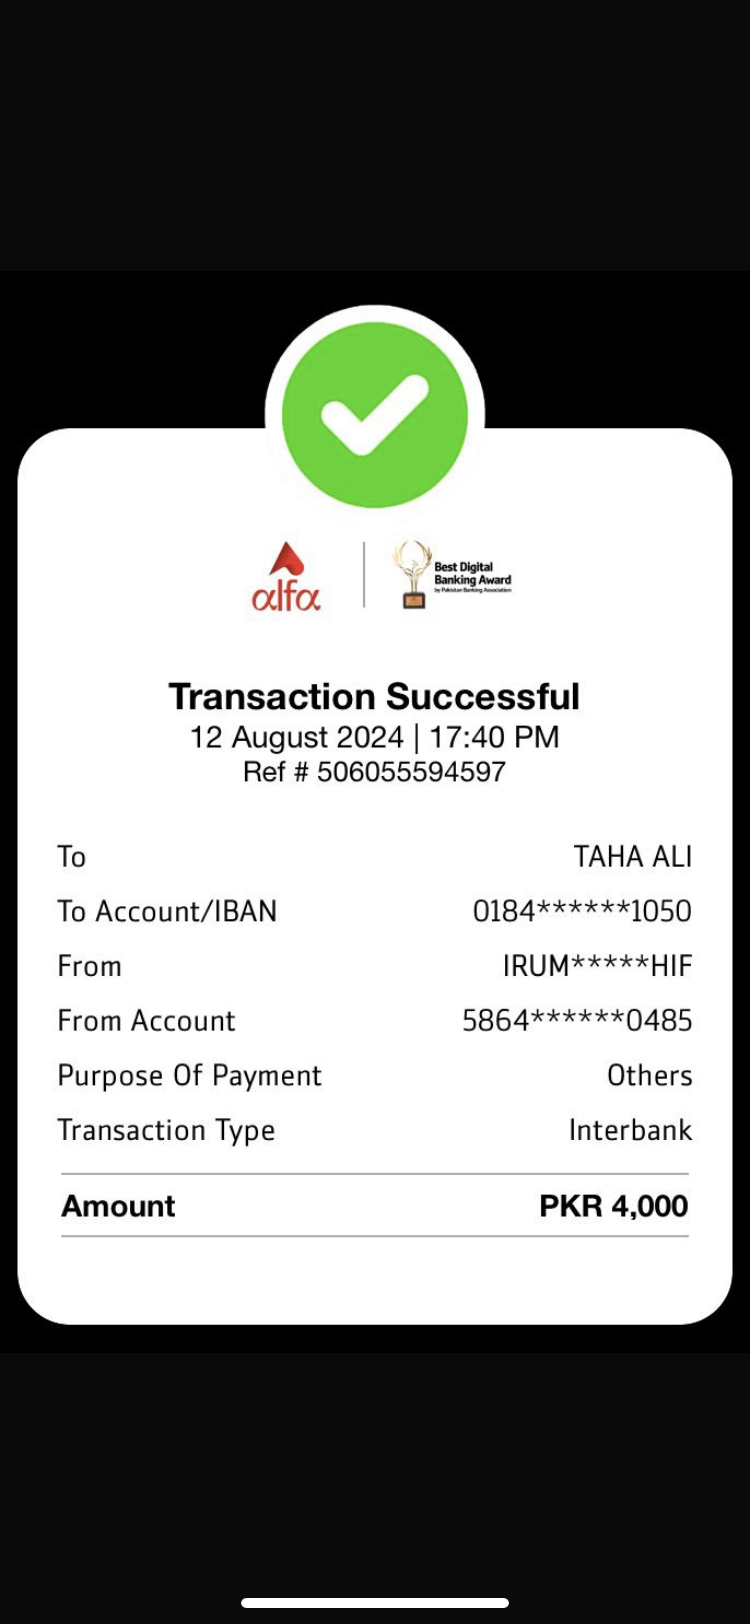 alfa
Best Digital
Banking Award
by Pakistan Banking Association
Transaction Successful
12 August 2024 | 17:40 PM
Ref # 506055594597
To TAHA ALI
To Account/IBAN 0184******1050
From IRUM*****HIF
From Account 5864******0485
Purpose Of Payment Others
Transaction Type Interbank
Amount PKR 4,000